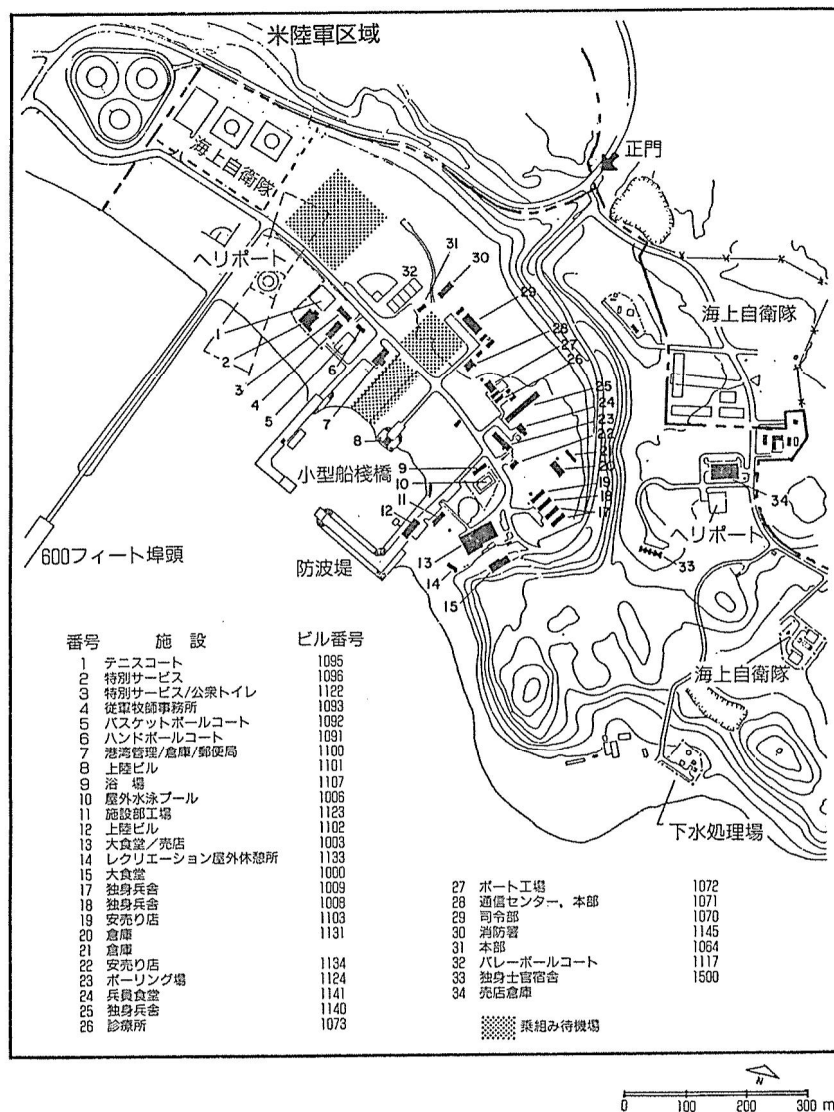 米陸軍区域
正門
海上自衛隊
ヘリポート
31
30
32
29
28
27
26
25
24
23
22
21
20
19
18
17
1
2
3
4
5
6
7
8
9
10
11
12
13
14
15
海上自衛隊
34
ヘリポート
33
小型船桟橋
600フィート埠頭
防波堤
海上自衛隊
下水処理場
番号 施設 ビル番号
1 テニスコート 1095
2 特別サービス 1096
3 特別サービス/公衆トイレ 1122
4 従軍牧師事務所 1093
5 バスケットボールコート 1092
6 ハンドボールコート 1091
7 港湾管理/倉庫/郵便局 1100
8 上陸ビル 1101
9 浴場 1107
10 屋外水泳プール 1006
11 施設部工場 1123
12 上陸ビル 1102
13 大食堂/売店 1003
14 レクリエーション屋外休憩所 1133
15 大食堂 1000
17 独身兵舎 1009
18 独身兵舎 1008
19 安売り店 1103
20 倉庫 1131
21 倉庫
22 安売り店 1134
23 ボーリング場 1124
24 兵員食堂 1141
25 独身兵舎 1140
26 診療所 1073
27 ボート工場 1072
28 通信センター,本部 1071
29 司令部 1070
30 消防署 1145
31 本部 1064
32 バレーボールコート 1117
33 独身士官宿舎 1500
34 売店倉庫
乗組み待機場
N
0 100 200 300 m